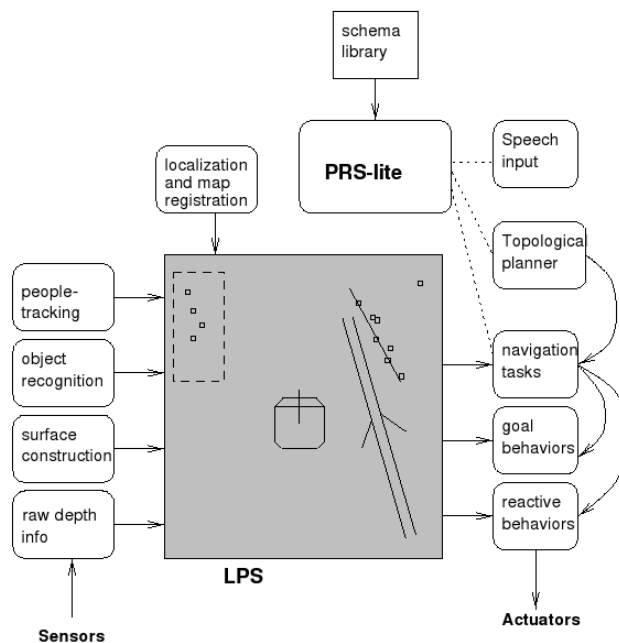 schema
library
PRS-lite
Speech
input
localization
and map
registration
Topological
planner
people-
tracking
object
recognition
navigation
tasks
surface
construction
goal
behaviors
raw depth
info
reactive
behaviors
LPS
Sensors
Actuators